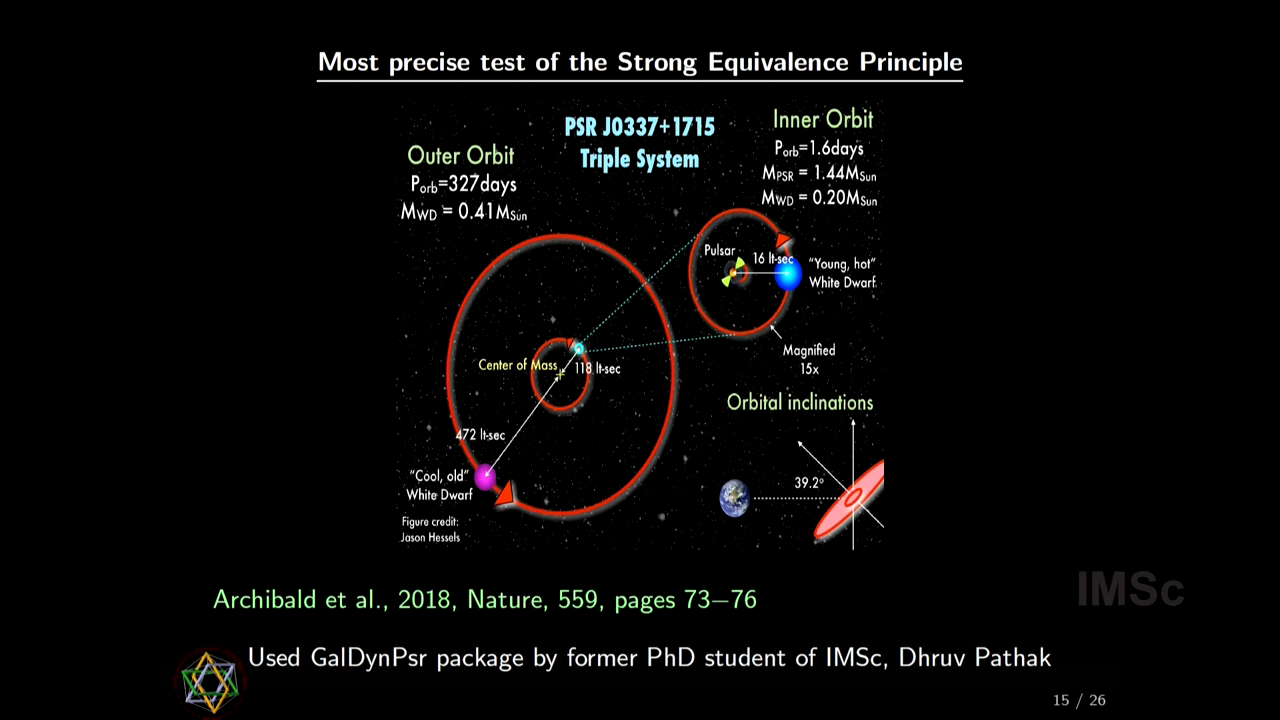 Most precise test of the Strong Equivalence Principle
PSR J0337+1715
Triple System
Outer Orbit
Porb=327days
MWD = 0.41MSun
Inner Orbit
Porb=1.6days
MPSR = 1.44MSun
MWD = 0.20MSun
Pulsar
16 lt-sec
"Young, hot"
White Dwarf
Magnified
15x
Center of Mass
118 lt-sec
472 lt-sec
"Cool, old"
White Dwarf
Figure credit:
Jason Hessels
Orbital inclinations
39.2°
Archibald et al., 2018, Nature, 559, pages 73–76
IMSc
Used GalDynPsr package by former PhD student of IMSc, Dhruv Pathak
15 / 26